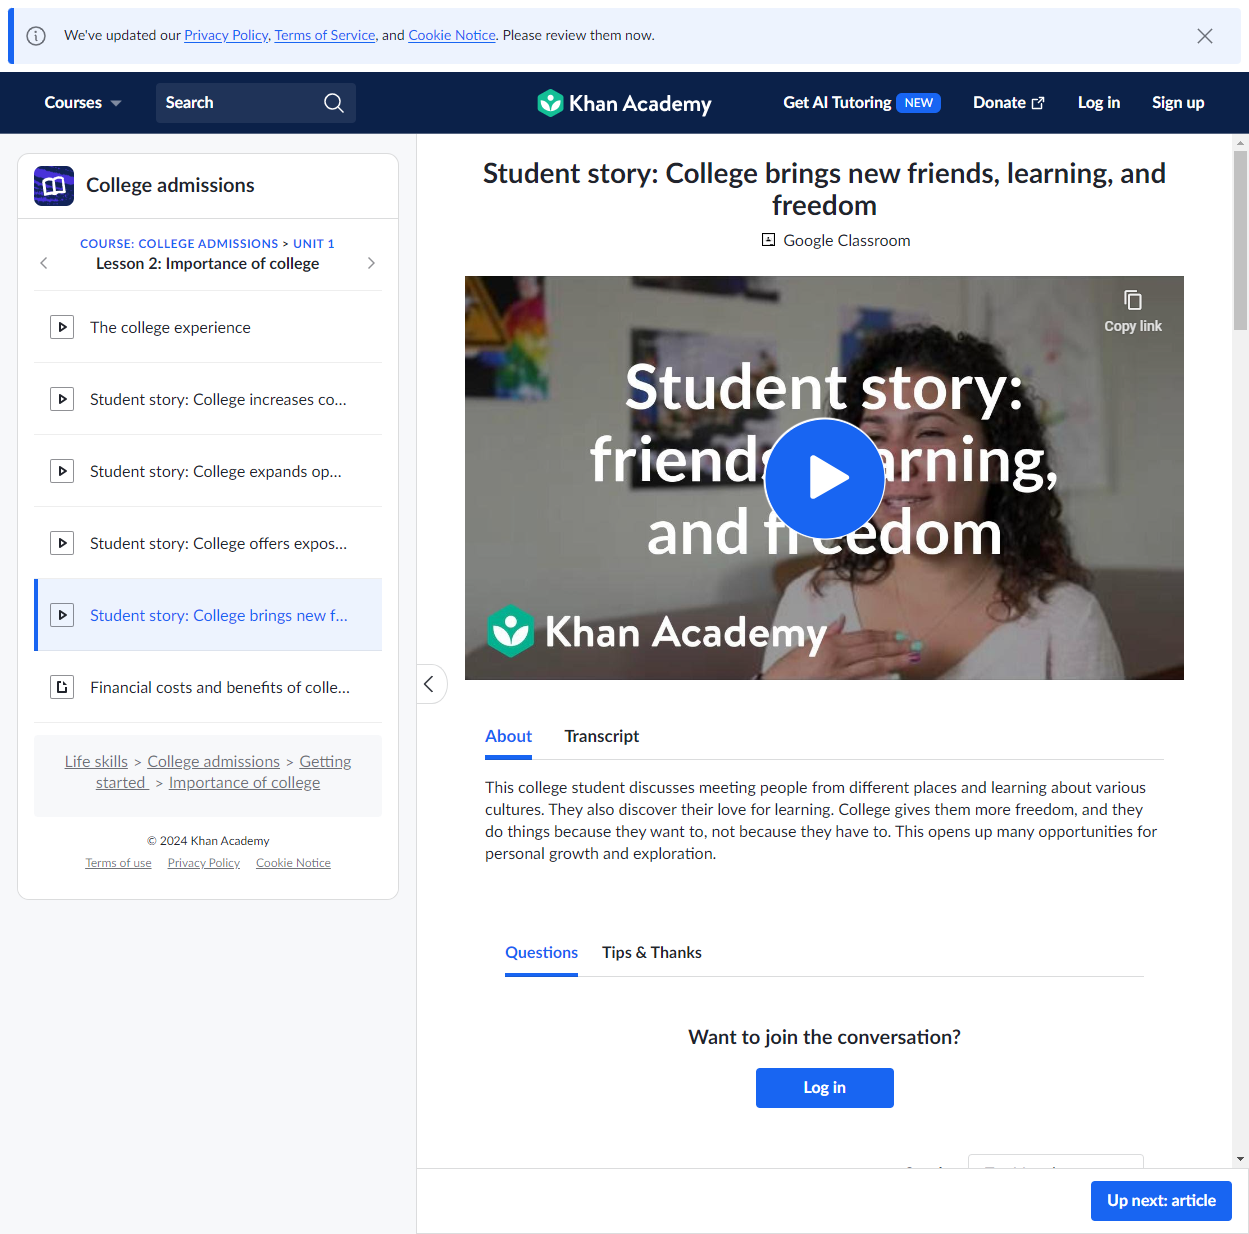 We've updated our Privacy Policy, Terms of Service, and Cookie Notice. Please review them now.
Courses
Search
Khan Academy
Get AI Tutoring NEW
Donate
Log in
Sign up
College admissions
COURSE: COLLEGE ADMISSIONS > UNIT 1
Lesson 2: Importance of college
The college experience
Student story: College increases co...
Student story: College expands op...
Student story: College offers expos...
Student story: College brings new f...
Financial costs and benefits of colle...
Life skills > College admissions > Getting
started > Importance of college
© 2024 Khan Academy
Terms of use Privacy Policy Cookie Notice
Student story: College brings new friends, learning, and
freedom
Google Classroom
Copy link
Student story:
and
Khan Academy
About Transcript
This college student discusses meeting people from different places and learning about various
cultures. They also discover their love for learning. College gives them more freedom, and they
do things because they want to, not because they have to. This opens up many opportunities for
personal growth and exploration.
Questions Tips & Thanks
Want to join the conversation?
Log in
Up next: article